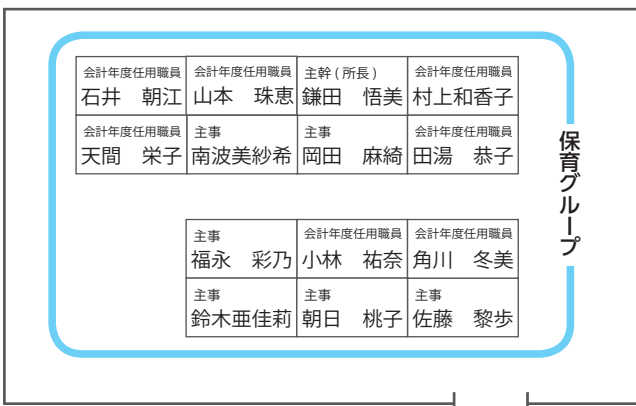 会計年度任用職員 会計年度任用職員 主幹(所長) 会計年度任用職員
石井　朝江 山本　珠恵 鎌田　悟美 村上和香子
会計年度任用職員 主事 主事 会計年度任用職員
天間　栄子 南波美紗希 岡田　麻綺 田湯　恭子
保育グループ
主事 会計年度任用職員 会計年度任用職員
福永　彩乃 小林　祐奈 角川　冬美
主事 主事 主事
鈴木亜佳莉 朝日　桃子 佐藤　黎歩